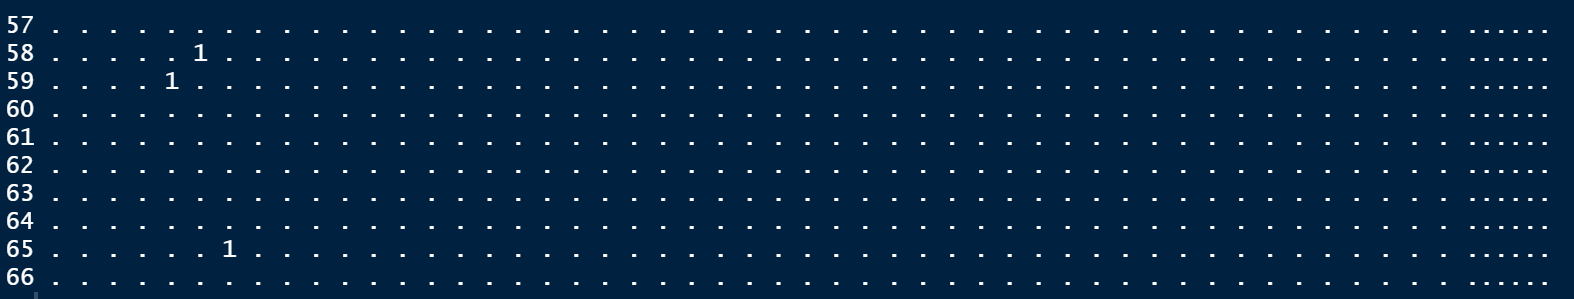 57 . . . . . . . . . . . . . . . . . . . . . . . . . . . . . . . . . . . . . . . . . . . . . . . . . ......
58 . . . . . 1 . . . . . . . . . . . . . . . . . . . . . . . . . . . . . . . . . . . . . . . . . . . ......
59 . . . . 1 . . . . . . . . . . . . . . . . . . . . . . . . . . . . . . . . . . . . . . . . . . . . ......
60 . . . . . . . . . . . . . . . . . . . . . . . . . . . . . . . . . . . . . . . . . . . . . . . . . ......
61 . . . . . . . . . . . . . . . . . . . . . . . . . . . . . . . . . . . . . . . . . . . . . . . . . ......
62 . . . . . . . . . . . . . . . . . . . . . . . . . . . . . . . . . . . . . . . . . . . . . . . . . ......
63 . . . . . . . . . . . . . . . . . . . . . . . . . . . . . . . . . . . . . . . . . . . . . . . . . ......
64 . . . . . . . . . . . . . . . . . . . . . . . . . . . . . . . . . . . . . . . . . . . . . . . . . ......
65 . . . . . . 1 . . . . . . . . . . . . . . . . . . . . . . . . . . . . . . . . . . . . . . . . . . ......
66 . . . . . . . . . . . . . . . . . . . . . . . . . . . . . . . . . . . . . . . . . . . . . . . . . ......